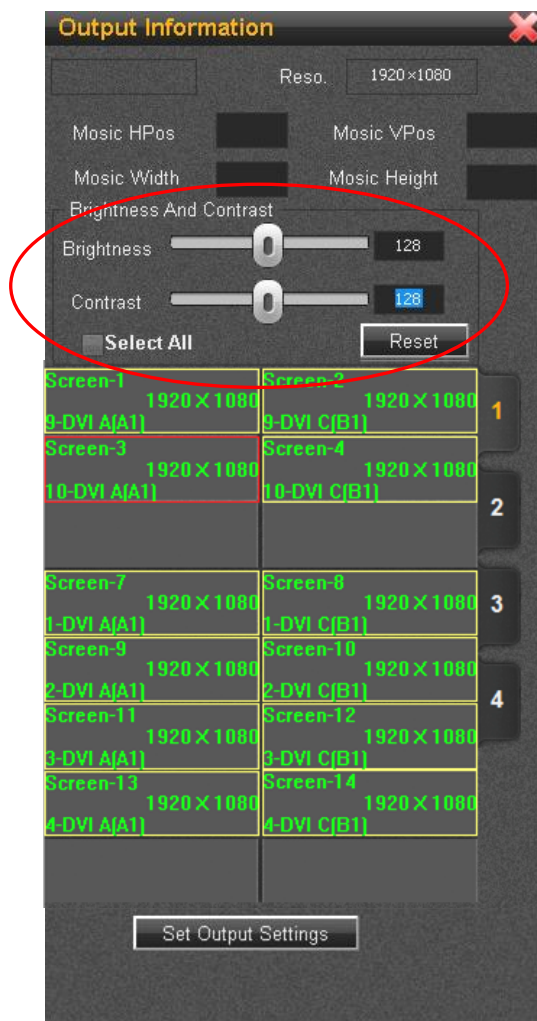 Output Information
Reso. 1920×1080
Mosic HPos Mosic VPos
Mosic Width Mosic Height
Brightness And Contrast
Brightness 128
Contrast 128
Select All Reset
Screen-1 Screen-2
1920×1080 1920×1080
9-DVI A[A1] 9-DVI C[B1]
1
Screen-3 Screen-4
1920×1080 1920×1080
10-DVI A[A1] 10-DVI C[B1]
2
Screen-7 Screen-8
1920×1080 1920×1080 3
1-DVI A[A1] 1-DVI C[B1]
Screen-9 Screen-10
1920×1080 1920×1080
2-DVI A[A1] 2-DVI C[B1]
4
Screen-11 Screen-12
1920×1080 1920×1080
3-DVI A[A1] 3-DVI C[B1]
Screen-13 Screen-14
1920×1080 1920×1080
4-DVI A[A1] 4-DVI C[B1]
Set Output Settings